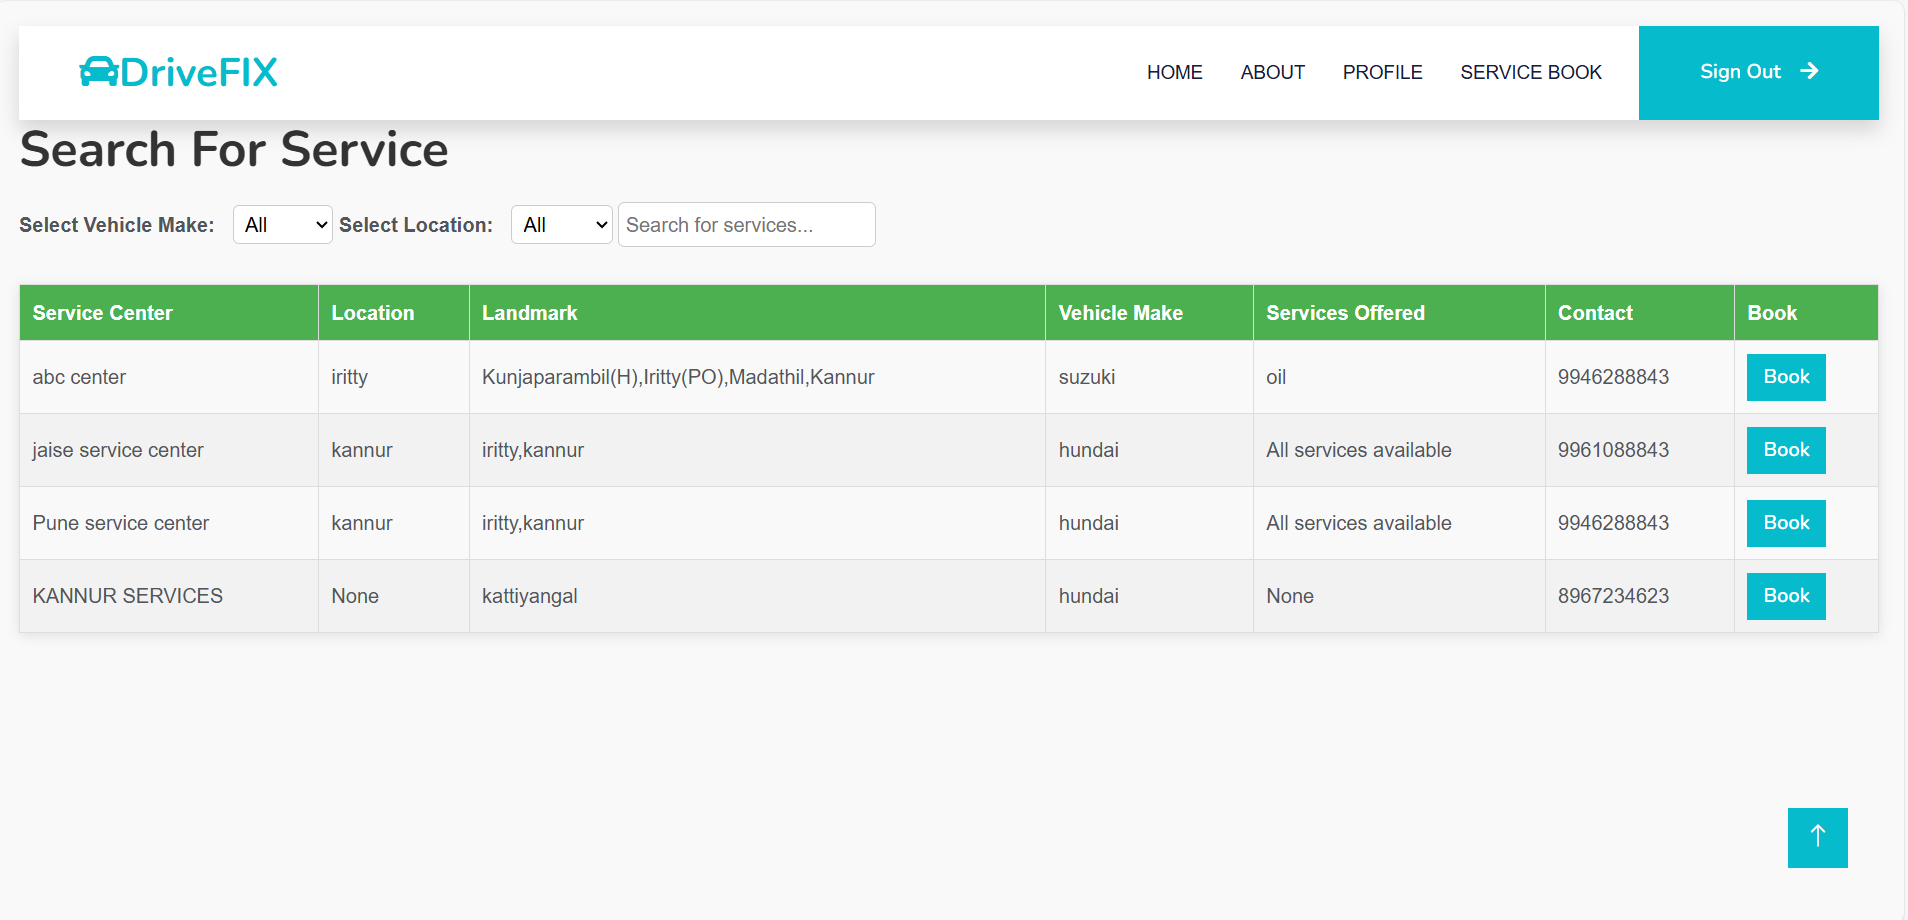 DriveFIX HOME ABOUT PROFILE SERVICE BOOK Sign Out
Search For Service
Select Vehicle Make: All Select Location: All Search for services...
Service Center Location Landmark Vehicle Make Services Offered Contact Book
abc center iritty Kunjaparambil(H),Iritty(PO),Madathil,Kannur suzuki oil 9946288843 Book
jaise service center kannur iritty,kannur hundai All services available 9961088843 Book
Pune service center kannur iritty,kannur hundai All services available 9946288843 Book
KANNUR SERVICES None kattiyangal hundai None 8967234623 Book